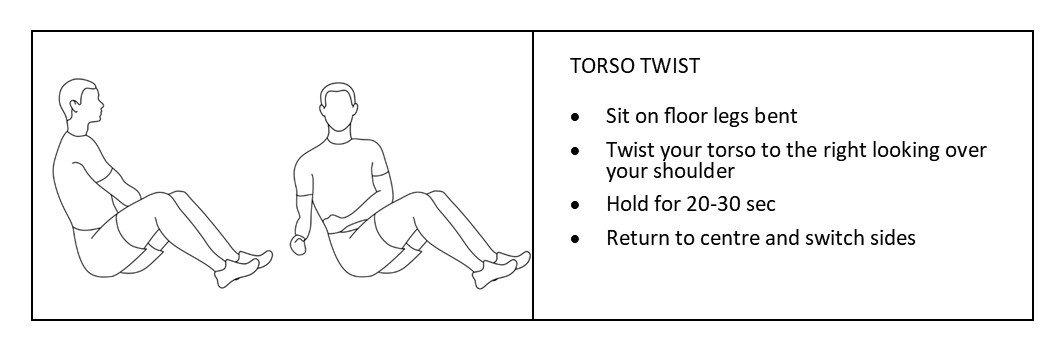 TORSO TWIST
• Sit on floor legs bent
• Twist your torso to the right looking over
your shoulder
• Hold for 20-30 sec
• Return to centre and switch sides